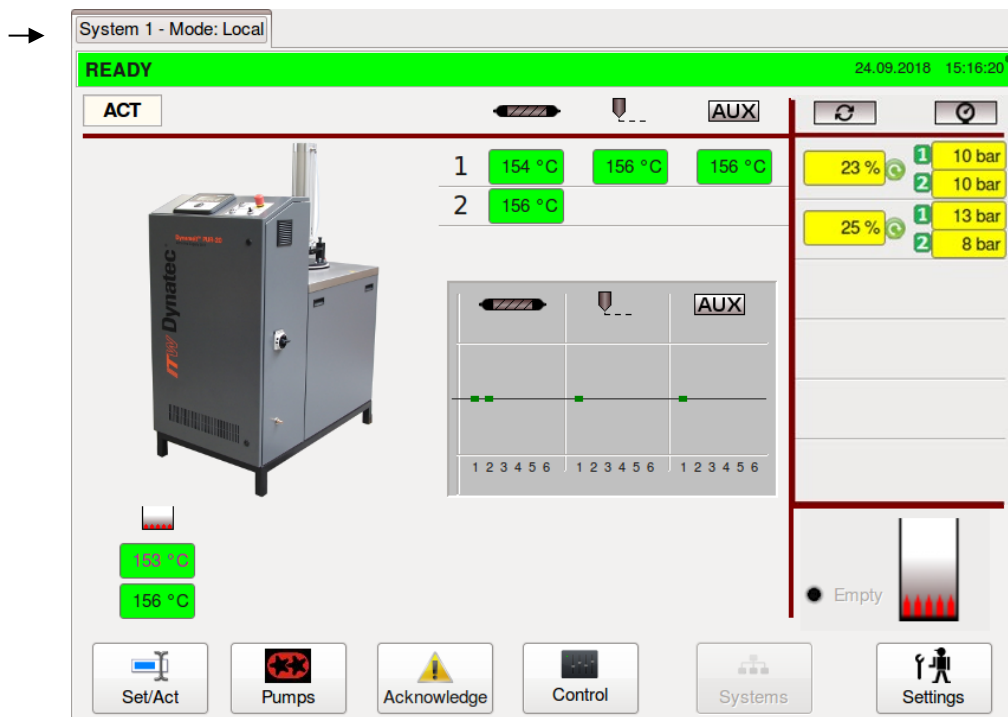 System 1 - Mode: Local
READY 24.09.2018 15:16:20
ACT AUX
1 154 °C 156 °C 156 °C
2 156 °C
23 % 1 10 bar
2 10 bar
25 % 1 13 bar
2 8 bar
ITW Dynatec
AUX
1 2 3 4 5 6 1 2 3 4 5 6 1 2 3 4 5 6
153 °C
156 °C
Empty
Set/Act Pumps Acknowledge Control Systems Settings